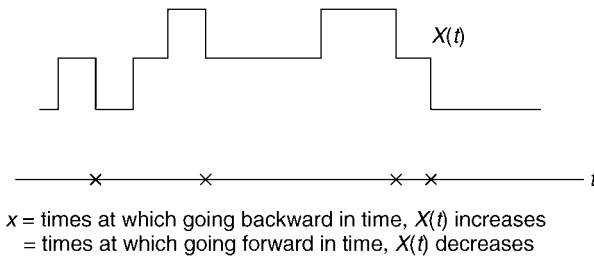 X(t)
t
x = times at which going backward in time, X(t) increases
= times at which going forward in time, X(t) decreases